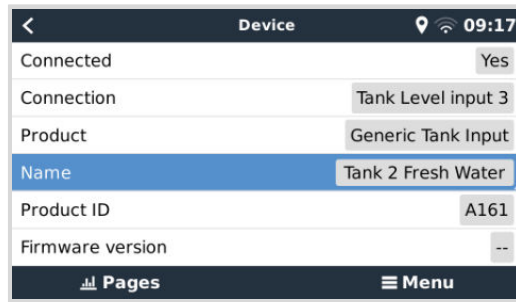 Device 09:17
Connected Yes
Connection Tank Level input 3
Product Generic Tank Input
Name Tank 2 Fresh Water
Product ID A161
Firmware version --
Pages Menu